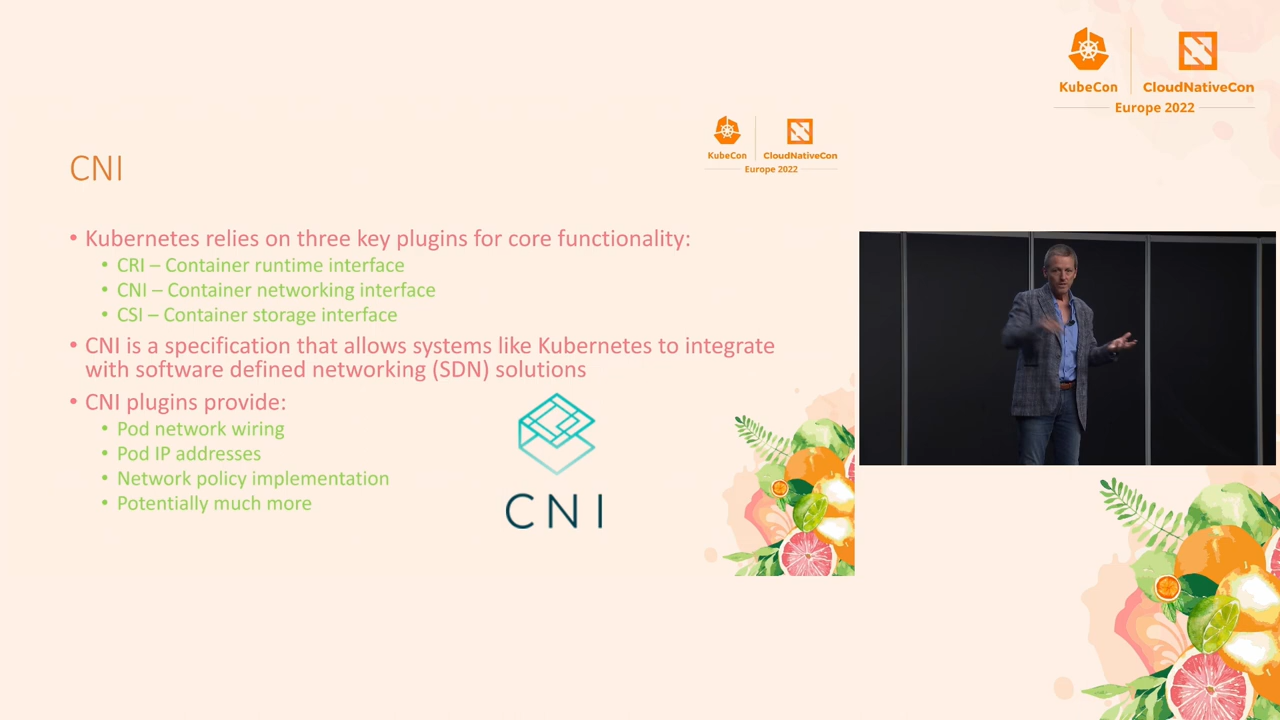 KubeCon
CloudNativeCon
Europe 2022
KubeCon
CloudNativeCon
Europe 2022
CNI
• Kubernetes relies on three key plugins for core functionality:
• CRI – Container runtime interface
• CNI – Container networking interface
• CSI – Container storage interface
• CNI is a specification that allows systems like Kubernetes to integrate
with software defined networking (SDN) solutions
• CNI plugins provide:
• Pod network wiring
• Pod IP addresses
• Network policy implementation
• Potentially much more
CNI